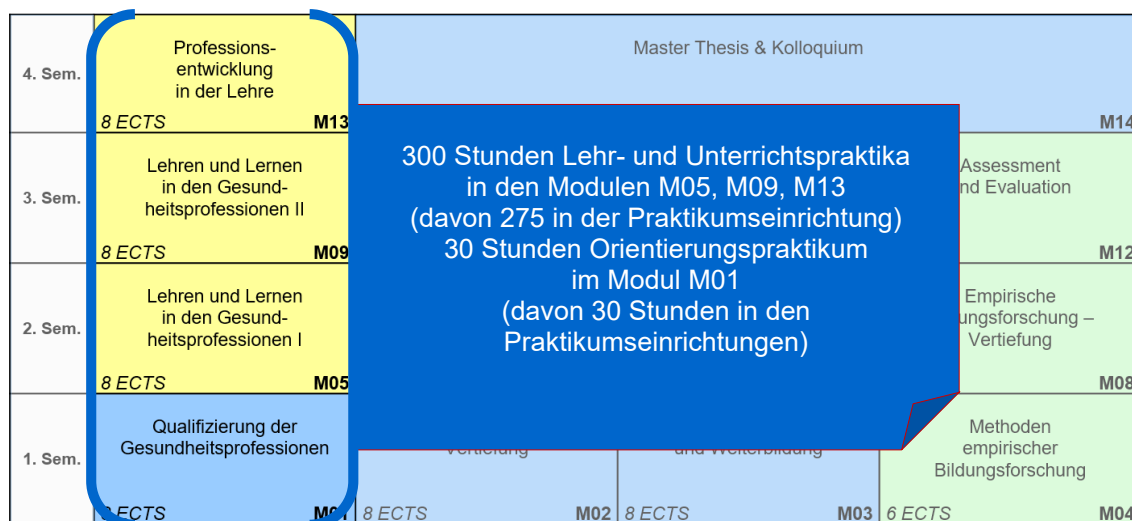 4. Sem.
Professions-
entwicklung
in der Lehre
8 ECTS M13
Master Thesis & Kolloquium
M14
3. Sem.
Lehren und Lernen
in den Gesund-
heitsprofessionen II
8 ECTS M09
Assessment
Evaluation
M12
2. Sem.
Lehren und Lernen
in den Gesund-
heitsprofessionen I
8 ECTS M05
Empirische
Vertiefung
M08
1. Sem.
Qualifizierung der
Gesundheitsprofessionen
ECTS M01
Vertiefung
8 ECTS M02
und Weiterbildung
8 ECTS M03
Methoden
empirischer
Bildungsforschung
6 ECTS M04
300 Stunden Lehr- und Unterrichtspraktika
in den Modulen M05, M09, M13
(davon 275 in der Praktikumseinrichtung)
30 Stunden Orientierungspraktikum
im Modul M01
(davon 30 Stunden in den
Praktikumseinrichtungen)